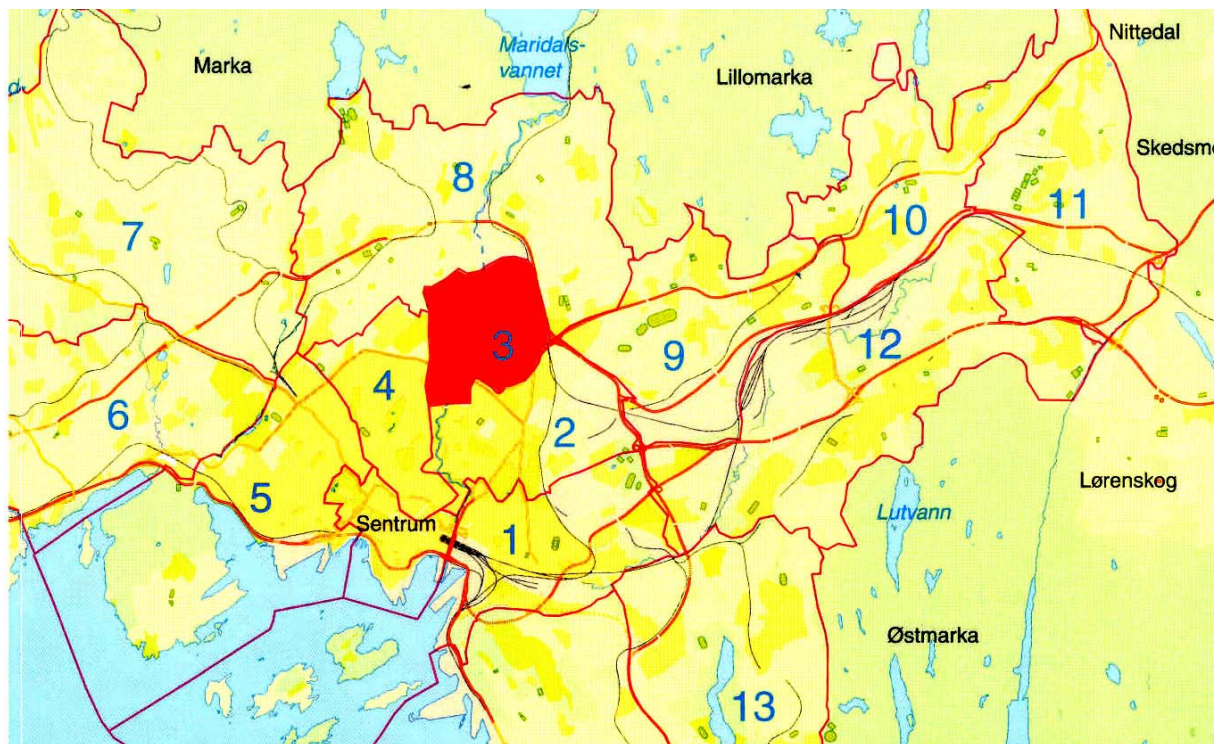 Nittedal
Maridals-
vannet
Marka
Lillomarka
Skedsmo
8
11
10
7
3
9
12
4
6
2
5
Sentrum
1
Lørenskog
Lutvann
Østmarka
13